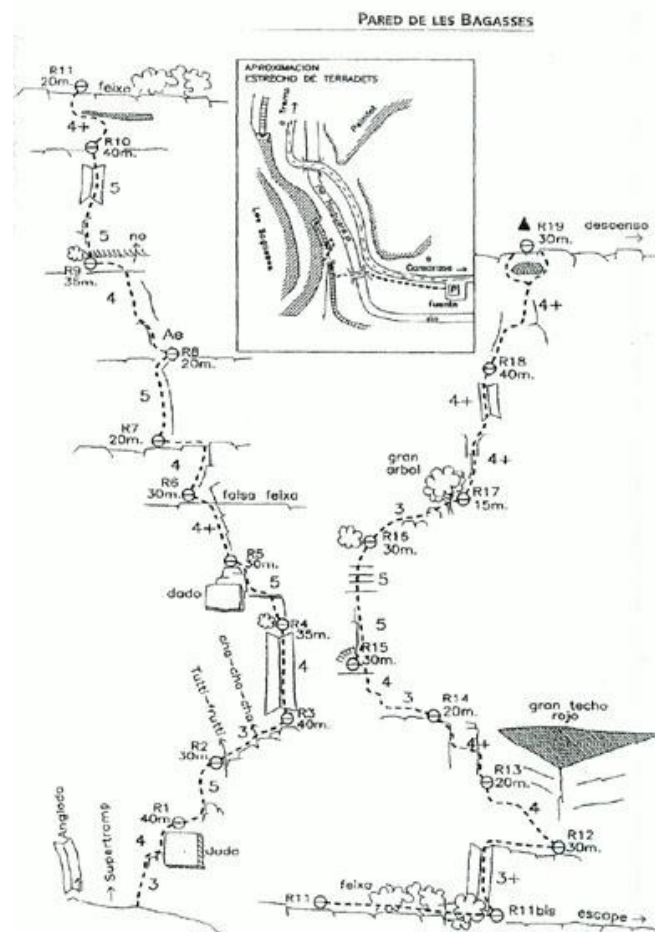 PARED DE LES BAGASSES
APROXIMACION
ESTRECHO DE TERRADETS
a Tremp
Les Bagasses
a
Camarasa →
P
fuente
rio
R11
20m.
feixa
4+
R10
40m.
5
5
no
R9
35m.
4
Ae
R8
20m.
5
R7
20m.
4
R6
30m.
falsa feixa
4+
R5
30m.
dado
5
R4
35m.
4
R3
40m.
cha-cha-cha
Tutti-frutti
3
R2
30m.
5
R1
40m.
dado
4
3
Anglada
→ Supertramp
R19
30m.
descenso
→
4+
R18
40m.
4+
4+
gran
arbol
R17
15m.
3
R16
30m.
5
5
R15
30m.
4
3
R14
20m.
gran techo
rojo
4+
R13
20m.
4
R12
30m.
3+
R11
feixa
R11bis
escape →